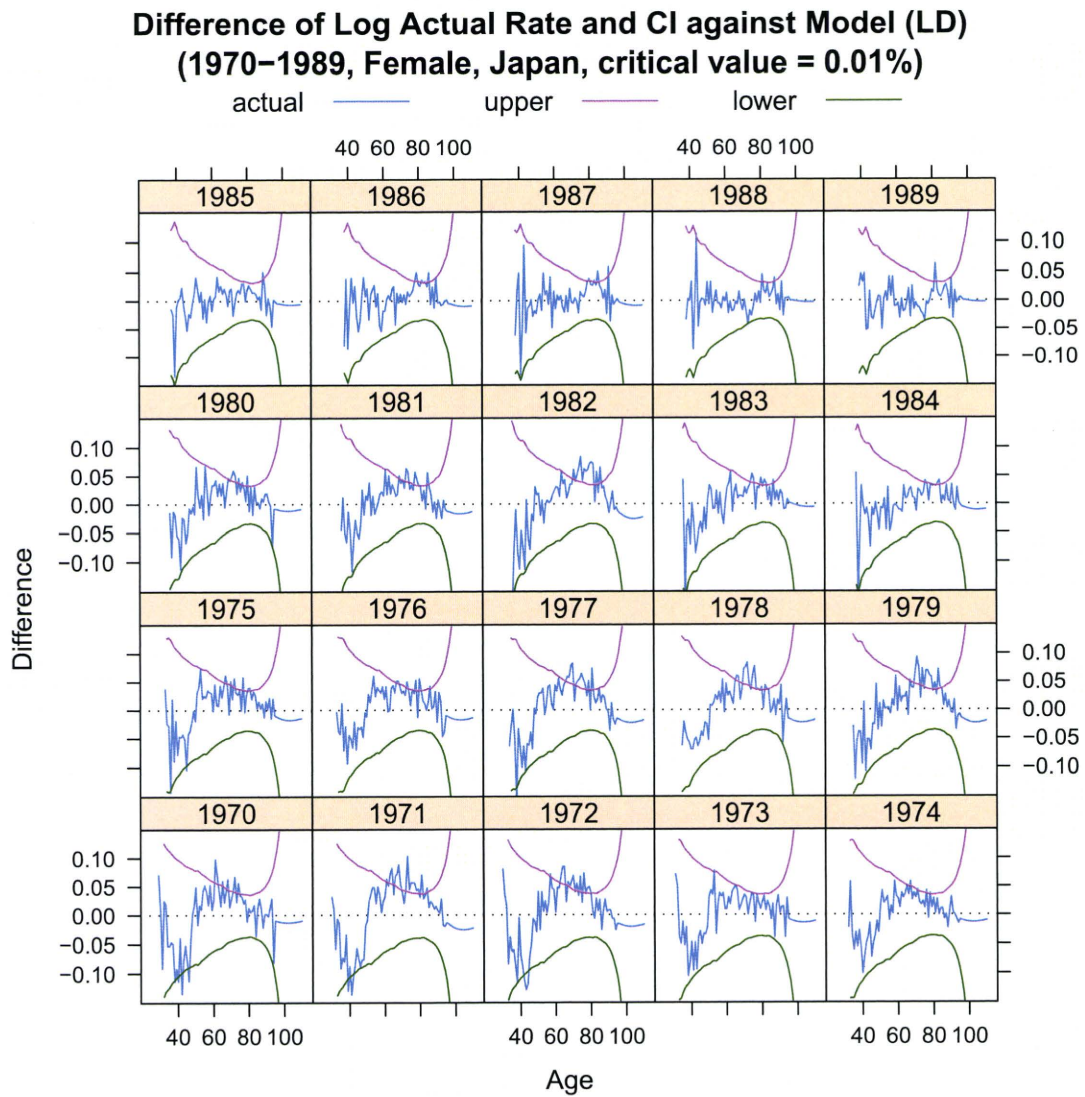 Difference of Log Actual Rate and CI against Model (LD)
(1970−1989, Female, Japan, critical value = 0.01%)
actual upper lower
40 60 80 100 40 60 80 100
1985 1986 1987 1988 1989
0.10
0.05
0.00
−0.05
−0.10
1980 1981 1982 1983 1984
0.10
0.05
0.00
−0.05
−0.10
1975 1976 1977 1978 1979
0.10
0.05
0.00
−0.05
−0.10
1970 1971 1972 1973 1974
0.10
0.05
0.00
−0.05
−0.10
Difference
40 60 80 100 40 60 80 100 40 60 80 100
Age